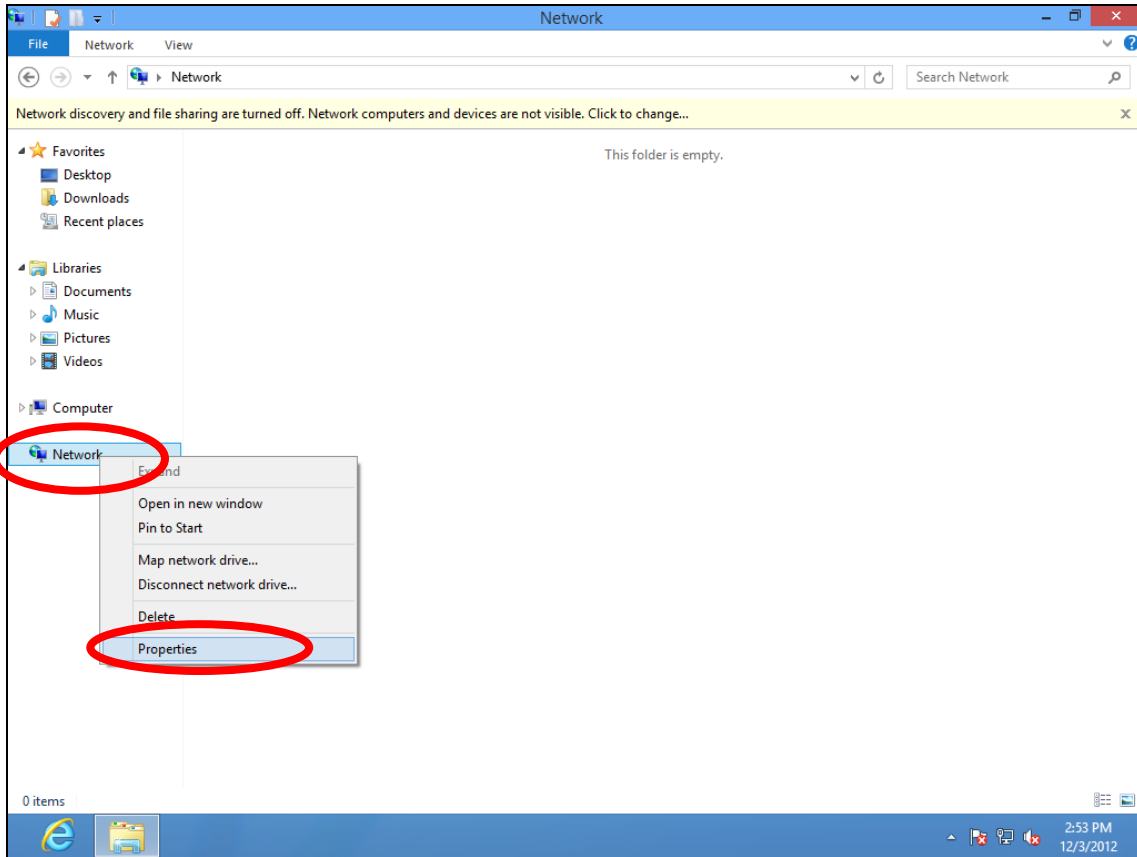 Network
File Network View
Network
Search Network
Network discovery and file sharing are turned off. Network computers and devices are not visible. Click to change...
Favorites
Desktop
Downloads
Recent places
Libraries
Documents
Music
Pictures
Videos
Computer
Network
This folder is empty.
Expand
Open in new window
Pin to Start
Map network drive...
Disconnect network drive...
Delete
Properties
0 items
2:53 PM
12/3/2012